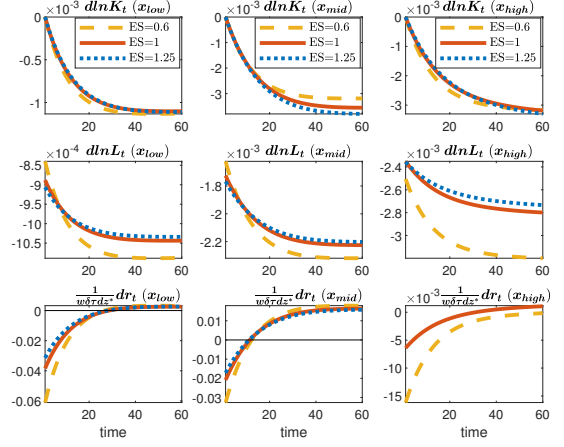 dlnK_t (x_low)
×10^-3
0
-0.5
-1
20 40 60
ES=0.6
ES=1
ES=1.25
dlnK_t (x_mid)
×10^-3
0
-1
-2
-3
20 40 60
ES=0.6
ES=1
ES=1.25
dlnK_t (x_high)
×10^-3
0
-1
-2
-3
20 40 60
ES=0.6
ES=1
ES=1.25
dlnL_t (x_low)
×10^-4
-8.5
-9
-9.5
-10
-10.5
20 40 60
dlnL_t (x_mid)
×10^-3
-1.8
-2
-2.2
20 40 60
dlnL_t (x_high)
×10^-3
-2.4
-2.6
-2.8
-3
20 40 60
1/(wδτdz*) dr_t (x_low)
0
-0.02
-0.04
-0.06
20 40 60
time
1/(wδτdz*) dr_t (x_mid)
0.01
0
-0.01
-0.02
-0.03
20 40 60
time
1/(wδτdz*) dr_t (x_high)
×10^-3
0
-5
-10
-15
20 40 60
time